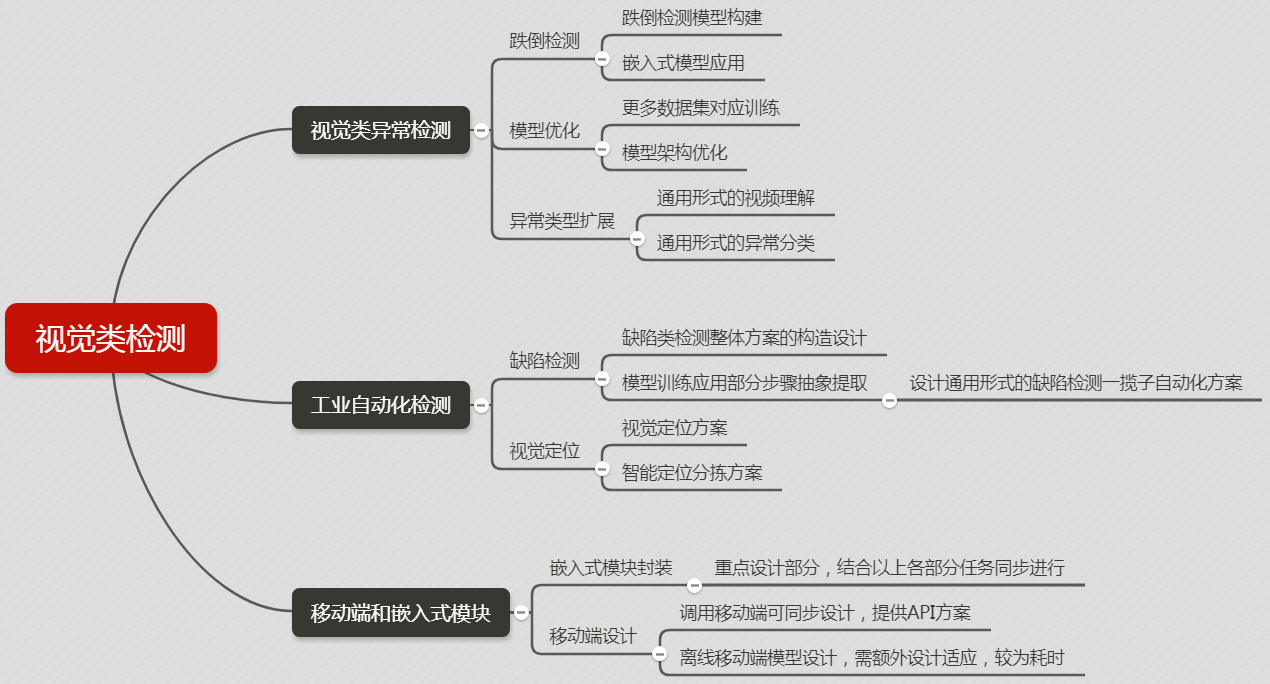 视觉类检测
视觉类异常检测
跌倒检测
跌倒检测模型构建
嵌入式模型应用
模型优化
更多数据集对应训练
模型架构优化
异常类型扩展
通用形式的视频理解
通用形式的异常分类
工业自动化检测
缺陷检测
缺陷类检测整体方案的构造设计
模型训练应用部分步骤抽象提取
设计通用形式的缺陷检测一揽子自动化方案
视觉定位
视觉定位方案
智能定位分拣方案
移动端和嵌入式模块
嵌入式模块封装
重点设计部分，结合以上各部分任务同步进行
移动端设计
调用移动端可同步设计，提供API方案
离线移动端模型设计，需额外设计适应，较为耗时